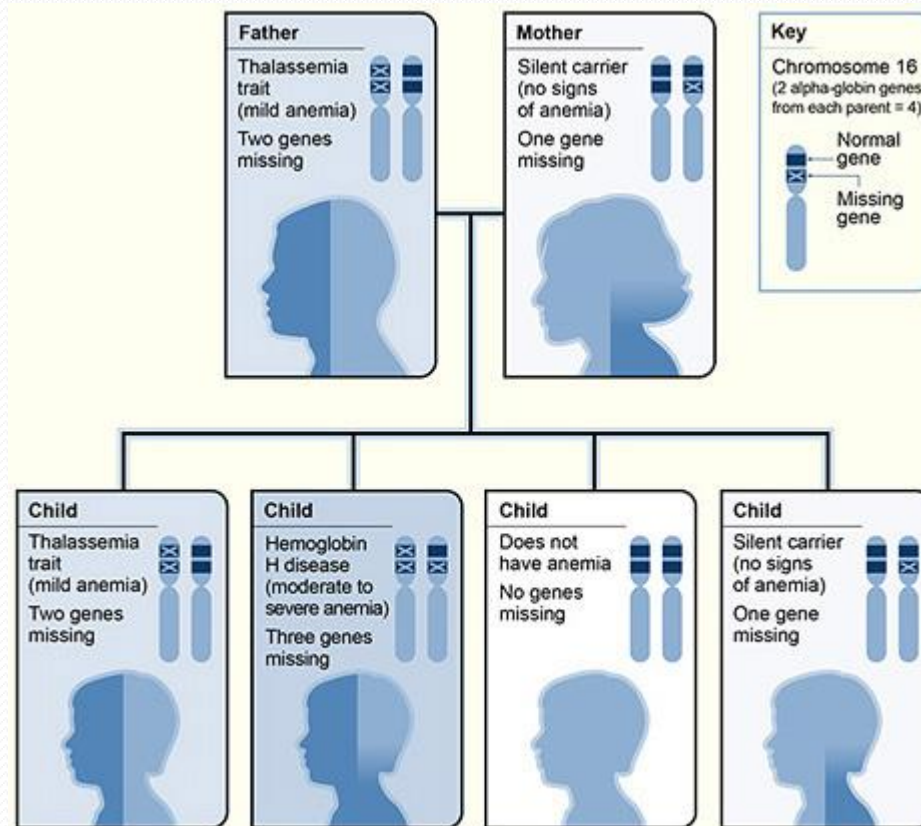 Father
Thalassemia
trait
(mild anemia)
Two genes
missing
Mother
Silent carrier
(no signs
of anemia)
One gene
missing
Key
Chromosome 16
(2 alpha-globin genes
from each parent = 4)
Normal
gene
Missing
gene
Child
Thalassemia
trait
(mild anemia)
Two genes
missing
Child
Hemoglobin
H disease
(moderate to
severe anemia)
Three genes
missing
Child
Does not
have anemia
No genes
missing
Child
Silent carrier
(no signs
of anemia)
One gene
missing